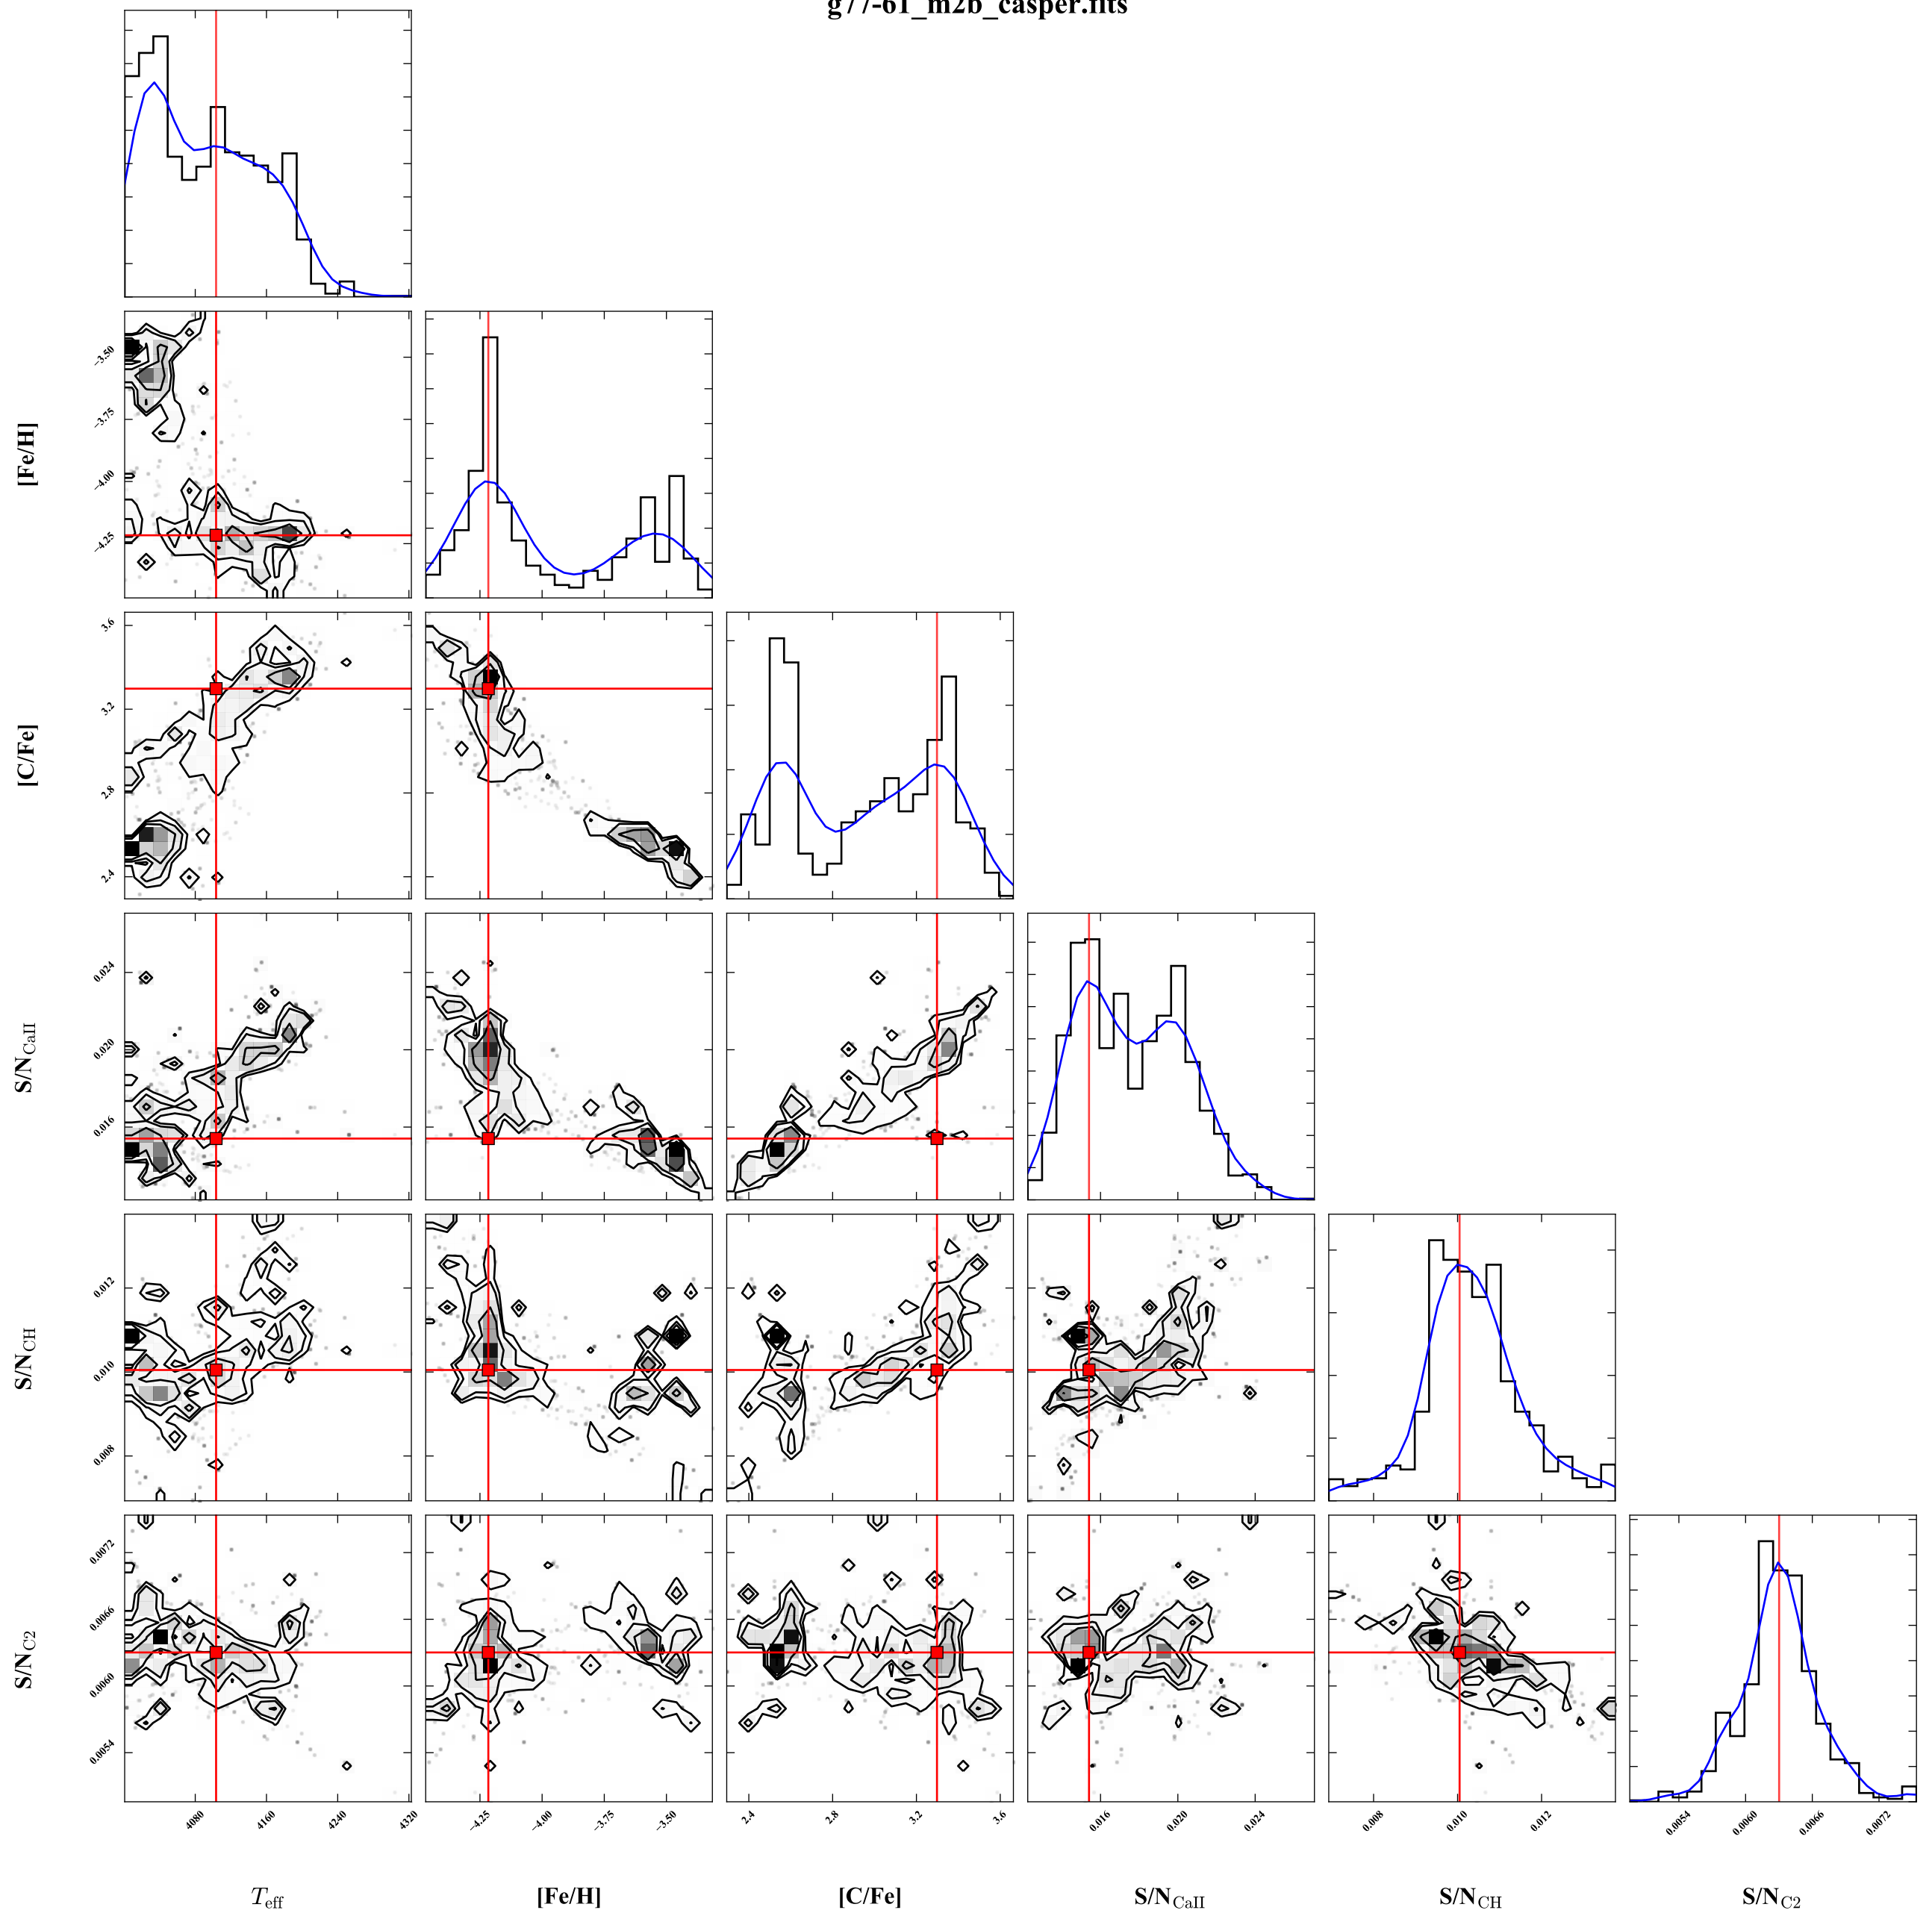 g77-61_m2b_casper.fits
[Fe/H]
−3.50
−3.75
−4.00
−4.25
[C/Fe]
3.6
3.2
2.8
2.4
S/N_CaII
0.024
0.020
0.016
S/N_CH
0.012
0.010
0.008
S/N_C2
0.0072
0.0066
0.0060
0.0054
4080 4160 4240 4320
−4.25 −4.00 −3.75 −3.50
2.4 2.8 3.2 3.6
0.016 0.020 0.024
0.008 0.010 0.012
0.0054 0.0060 0.0066 0.0072
T_eff [Fe/H] [C/Fe] S/N_CaII S/N_CH S/N_C2